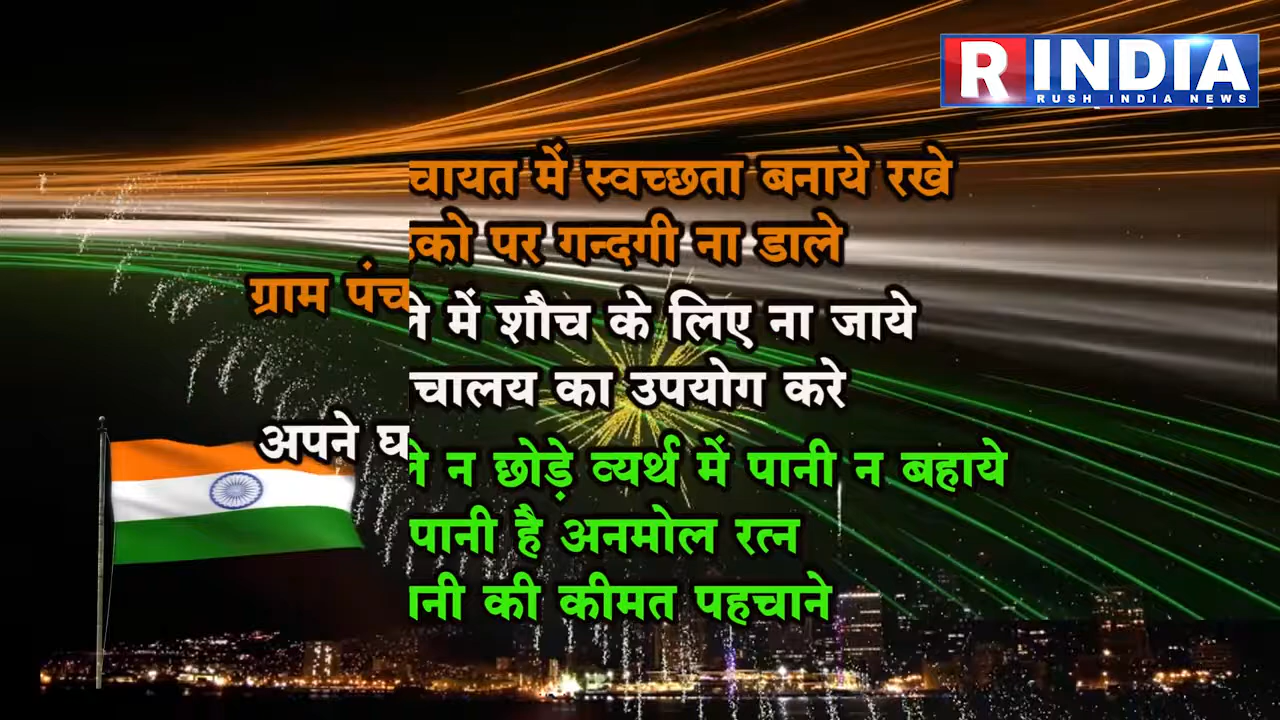 R INDIA
RUSH INDIA NEWS
चायत में स्वच्छता बनाये रखे
को पर गन्दगी ना डाले
ग्राम पंच
में शौच के लिए ना जाये
चालय का उपयोग करे
अपने घ
न छोड़े व्यर्थ में पानी न बहाये
पानी है अनमोल रत्न
नी की कीमत पहचाने